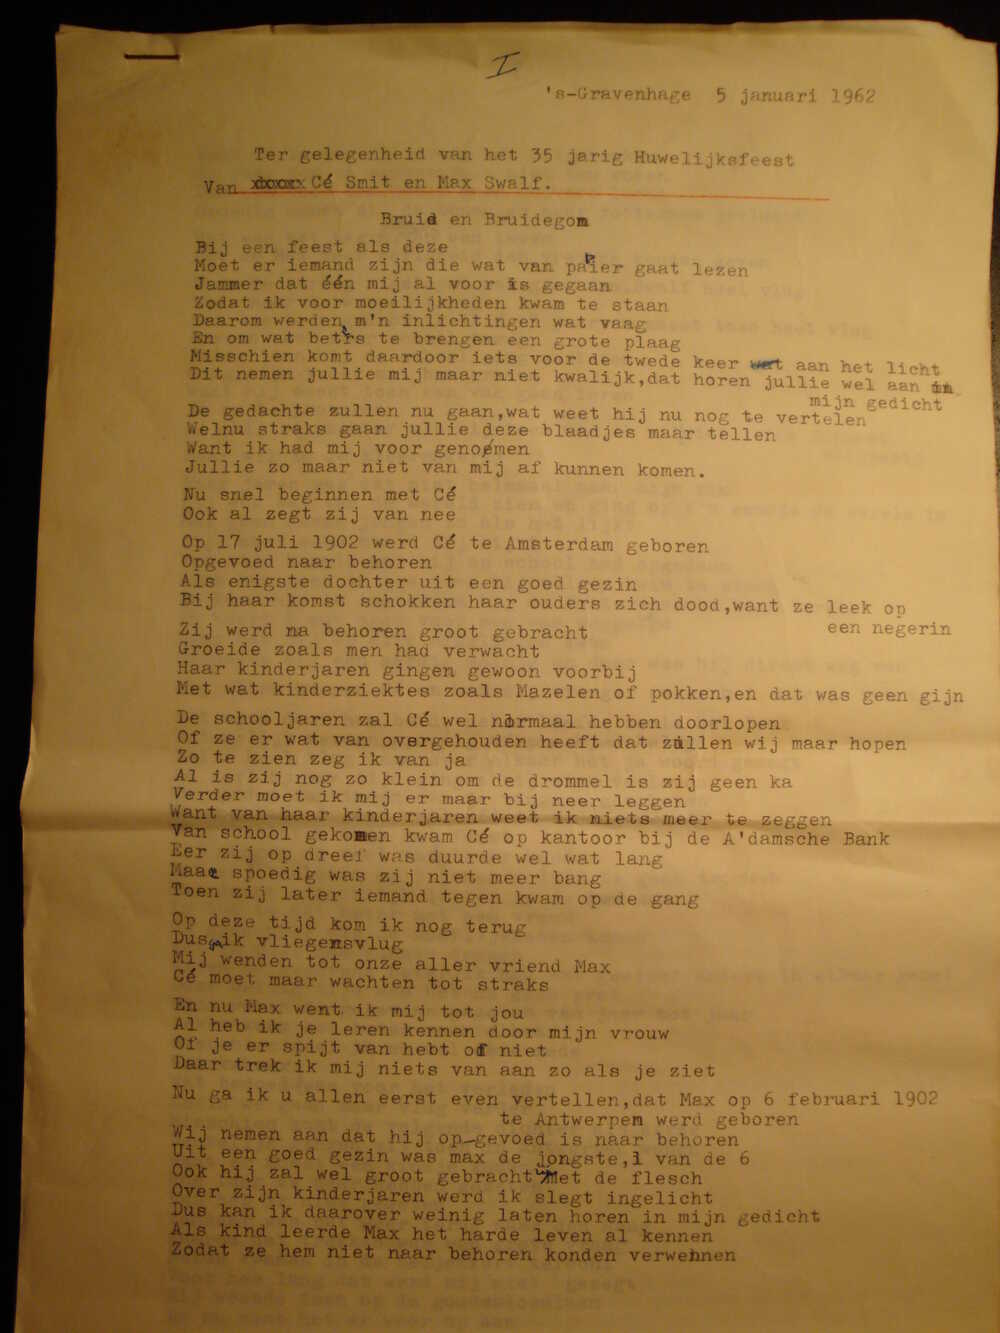 I
's-Gravenhage 5 januari 1962
Ter gelegenheid van het 35 jarig Huwelijksfeest
Van Cé Smit en Max Swalf.
Bruid en Bruidegom
Bij een feest als deze
Moet er iemand zijn die wat van papier gaat lezen
Jammer dat één mij al voor is gegaan
Zodat ik voor moeilijkheden kwam te staan
Daarom werden m'n inlichtingen wat vaag
En om wat beters te brengen een grote plaag
Misschien komt daardoor iets voor de twede keer aan het licht
Dit nemen jullie mij maar niet kwalijk,dat horen jullie wel aan in
mijn gedicht
De gedachte zullen nu gaan,wat weet hij nu nog te vertelen
Welnu straks gaan jullie deze blaadjes maar tellen
Want ik had mij voor genomen
Jullie zo maar niet van mij af kunnen komen.
Nu snel beginnen met Cé
Ook al zegt zij van nee
Op 17 juli 1902 werd Cé te Amsterdam geboren
Opgevoed naar behoren
Als enigste dochter uit een goed gezin
Bij haar komst schokken haar ouders zich dood,want ze leek op
een negerin
Zij werd na behoren groot gebracht
Groeide zoals men had verwacht
Haar kinderjaren gingen gewoon voorbij
Met wat kinderziektes zoals Mazelen of pokken,en dat was geen gijn
De schooljaren zal Cé wel normaal hebben doorlopen
Of ze er wat van overgehouden heeft dat zullen wij maar hopen
Zo te zien zeg ik van ja
Al is zij nog zo klein om de drommel is zij geen ka
Verder moet ik mij er maar bij neer leggen
Want van haar kinderjaren weet ik niets meer te zeggen
Van school gekomen kwam Cé op kantoor bij de A'damsche Bank
Eer zij op dreef was duurde wel wat lang
Maar spoedig was zij niet meer bang
Toen zij later iemand tegen kwam op de gang
Op deze tijd kom ik nog terug
Dus ga ik vliegensvlug
Mij wenden tot onze aller vriend Max
Cé moet maar wachten tot straks
En nu Max went ik mij tot jou
Al heb ik je leren kennen door mijn vrouw
Of je er spijt van hebt of niet
Daar trek ik mij niets van aan zo als je ziet
Nu ga ik u allen eerst even vertellen,dat Max op 6 februari 1902
te Antwerpem werd geboren
Wij nemen aan dat hij op-gevoed is naar behoren
Uit een goed gezin was max de jongste,1 van de 6
Ook hij zal wel groot gebracht met de flesch
Over zijn kinderjaren werd ik slegt ingelicht
Dus kan ik daarover weinig laten horen in mijn gedicht
Als kind leerde Max het harde leven al kennen
Zodat ze hem niet naar behoren konden verwehnen